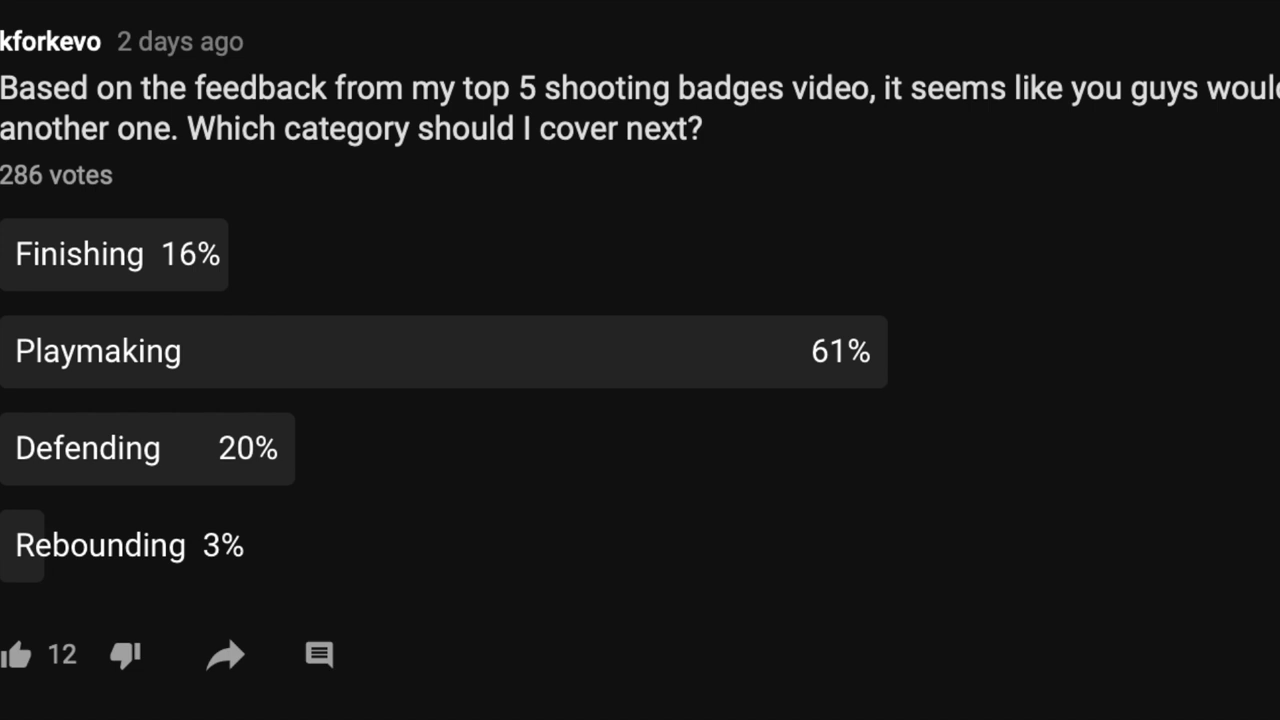 kforkevo 2 days ago
Based on the feedback from my top 5 shooting badges video, it seems like you guys
another one. Which category should I cover next?
286 votes
Finishing 16%
Playmaking 61%
Defending 20%
Rebounding 3%
12